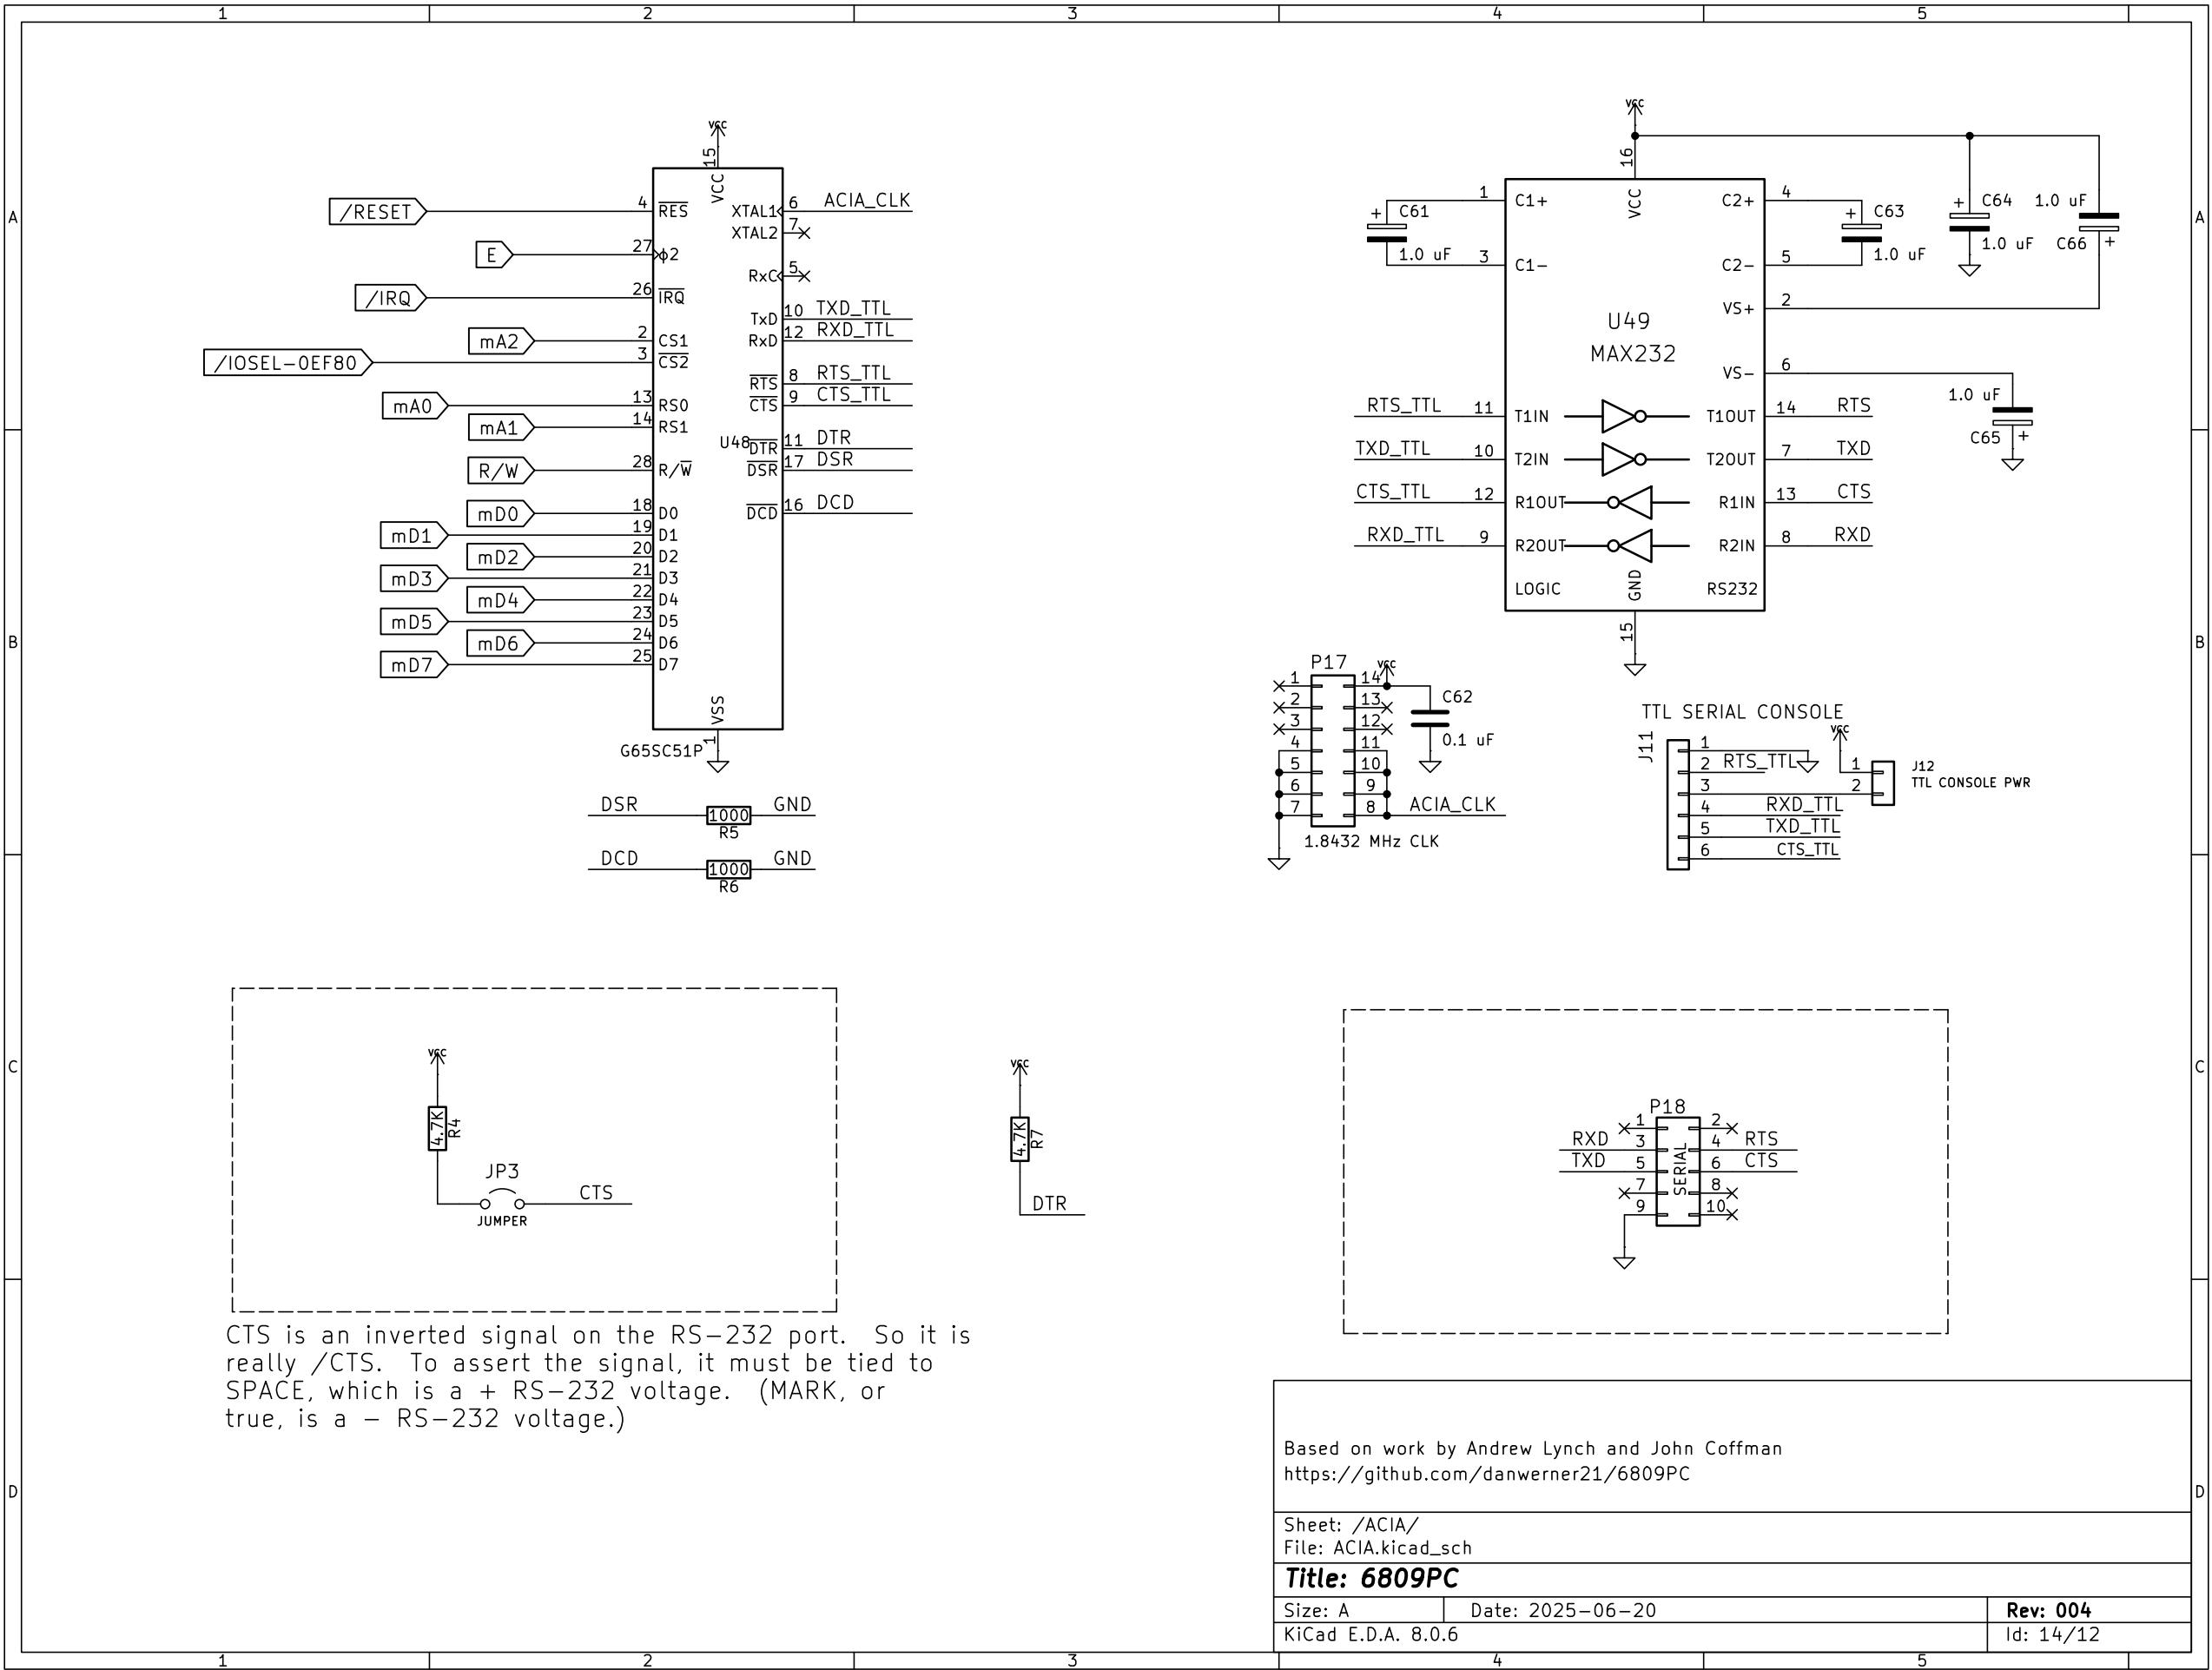 1 2 3 4 5
A
B
C
D
A
B
C
D
1 2 3 4 5
VCC
15
VCC
/RESET 4 RES
E 27 ϕ2
/IRQ 26 IRQ
mA2 2 CS1
/IOSEL-0EF80 3 CS2
mA0 13 RS0
mA1 14 RS1
R/W 28 R/W
mD0 18 D0
mD1 19 D1
mD2 20 D2
mD3 21 D3
mD4 22 D4
mD5 23 D5
mD6 24 D6
mD7 25 D7
XTAL1 6 ACIA_CLK
XTAL2 7
RxC 5
TxD 10 TXD_TTL
RxD 12 RXD_TTL
RTS 8 RTS_TTL
CTS 9 CTS_TTL
U48
DTR 11 DTR
DSR 17 DSR
DCD 16 DCD
VSS
1
G65SC51P
DSR 1000 GND
R5
DCD 1000 GND
R6
VCC
16
VCC
1 C1+
3 C1-
+ C61
1.0 uF
C2+ 4
C2- 5
+ C63
1.0 uF
+ C64
1.0 uF
1.0 uF
C66 +
VS+ 2
U49
MAX232
VS- 6
1.0 uF
C65 +
RTS_TTL 11 T1IN T1OUT 14 RTS
TXD_TTL 10 T2IN T2OUT 7 TXD
CTS_TTL 12 R1OUT R1IN 13 CTS
RXD_TTL 9 R2OUT R2IN 8 RXD
LOGIC GND RS232
15
P17
VCC
1 14
2 13
3 12
4 11
5 10
6 9
7 8 ACIA_CLK
1.8432 MHz CLK
C62
0.1 uF
TTL SERIAL CONSOLE
J11
VCC
1
2 RTS_TTL
3
4 RXD_TTL
5 TXD_TTL
6 CTS_TTL
1
2
J12
TTL CONSOLE PWR
VCC
4.7K
R4
JP3
JUMPER
CTS
VCC
4.7K
R7
DTR
P18
SERIAL
1 2
RXD 3 4 RTS
TXD 5 6 CTS
7 8
9 10
CTS is an inverted signal on the RS-232 port. So it is
really /CTS. To assert the signal, it must be tied to
SPACE, which is a + RS-232 voltage. (MARK, or
true, is a - RS-232 voltage.)
Based on work by Andrew Lynch and John Coffman
https://github.com/danwerner21/6809PC
Sheet: /ACIA/
File: ACIA.kicad_sch
Title: 6809PC
Size: A Date: 2025-06-20 Rev: 004
KiCad E.D.A. 8.0.6 Id: 14/12